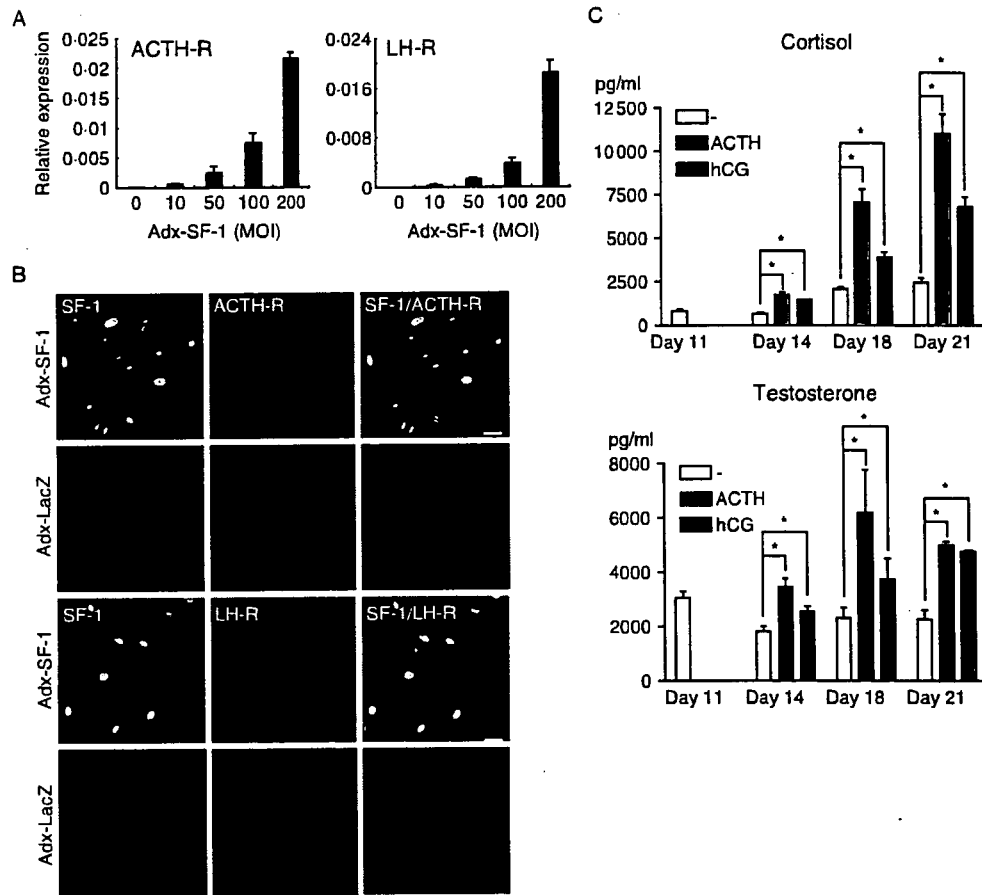 A
Relative expression
0·025
0·02
0·015
0·01
0·005
0
ACTH-R
0 10 50 100 200
Adx-SF-1 (MOI)
0·024
0·016
0·008
0
LH-R
0 10 50 100 200
Adx-SF-1 (MOI)
B
Adx-SF-1
SF-1
ACTH-R
SF-1/ACTH-R
Adx-LacZ
Adx-SF-1
SF-1
LH-R
SF-1/LH-R
Adx-LacZ
C
Cortisol
pg/ml
12 500
10 000
7500
5000
2500
0
-
ACTH
hCG
* * * * * *
Day 11 Day 14 Day 18 Day 21
Testosterone
pg/ml
8000
6000
4000
2000
0
-
ACTH
hCG
* * * * * *
Day 11 Day 14 Day 18 Day 21